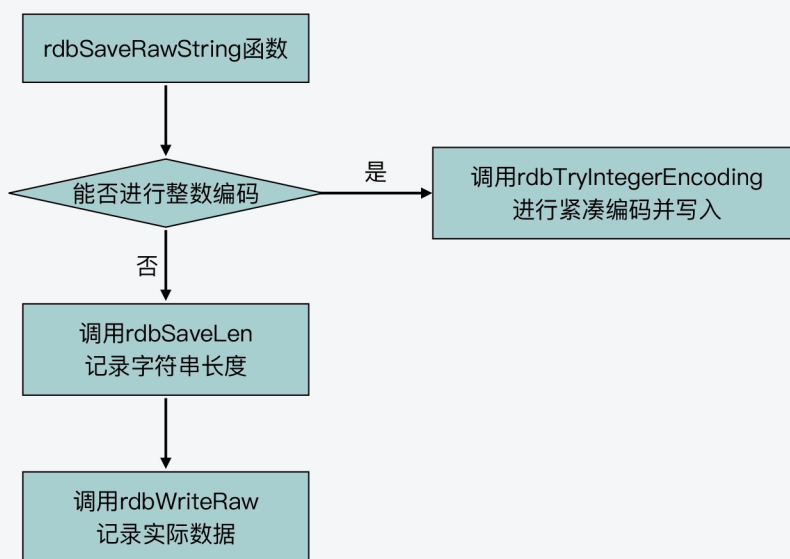 rdbSaveRawString函数
能否进行整数编码
是
调用rdbTryIntegerEncoding
进行紧凑编码并写入
否
调用rdbSaveLen
记录字符串长度
调用rdbWriteRaw
记录实际数据